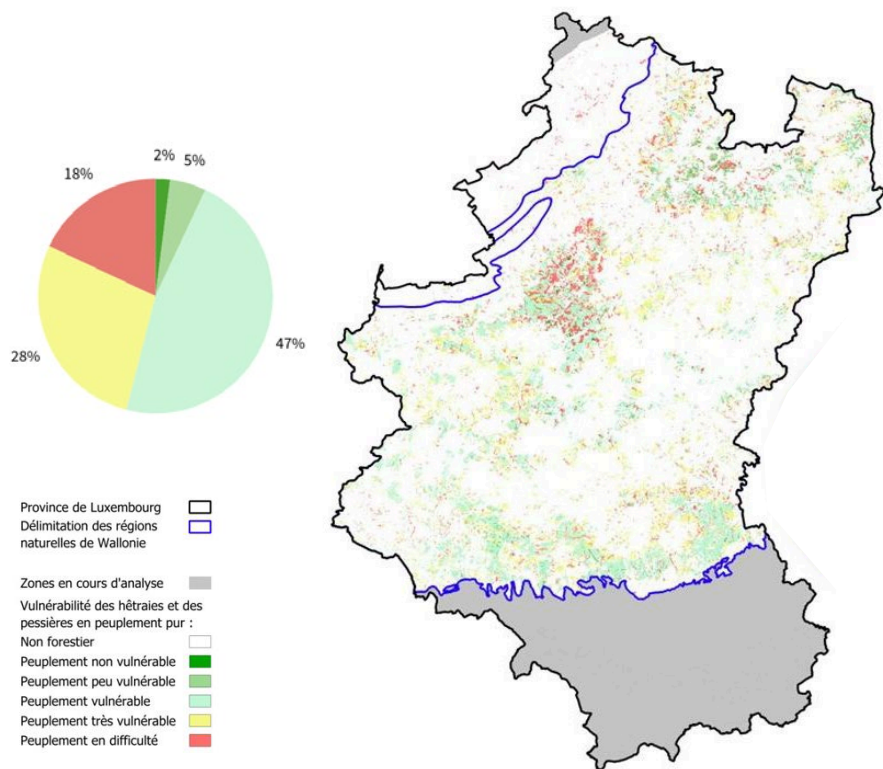 2%
5%
18%
47%
28%
Province de Luxembourg
Délimitation des régions
naturelles de Wallonie
Zones en cours d'analyse
Vulnérabilité des hêtraies et des
pessières en peuplement pur :
Non forestier
Peuplement non vulnérable
Peuplement peu vulnérable
Peuplement vulnérable
Peuplement très vulnérable
Peuplement en difficulté